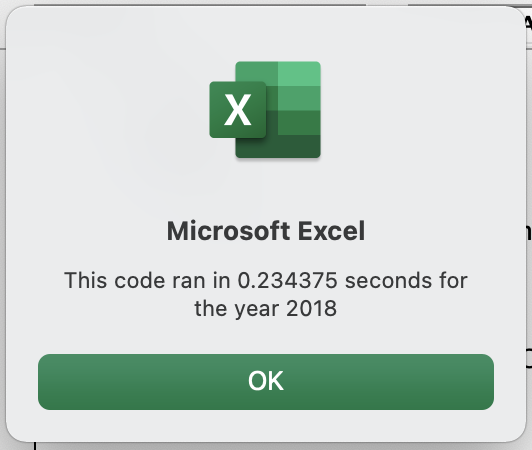 X
Microsoft Excel
This code ran in 0.234375 seconds for
the year 2018
OK